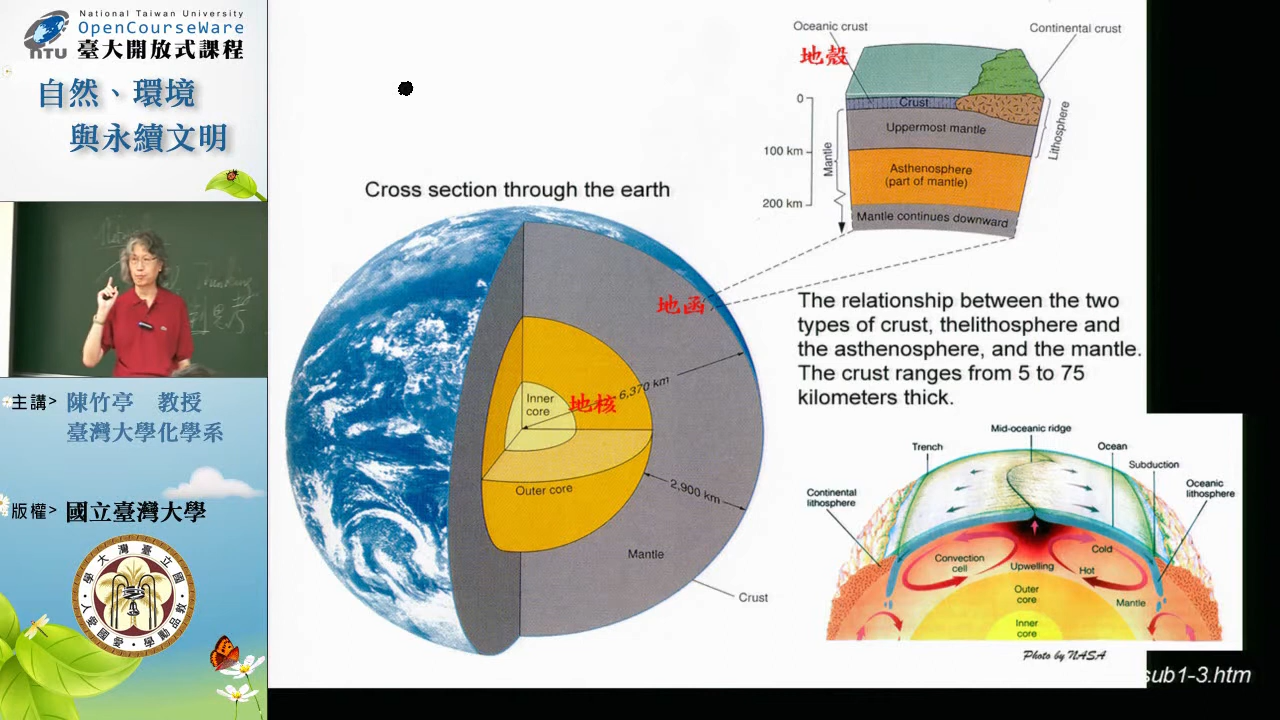 National Taiwan University
OpenCourseWare
NTU
臺大開放式課程
自然、環境
與永續文明
主講>
陳竹亭 教授
臺灣大學化學系
版權>
國立臺灣大學
Oceanic crust
Continental crust
地殼
0
Crust
Uppermost mantle
Lithosphere
100 km
Mantle
Asthenosphere
(part of mantle)
200 km
Mantle continues downward
Cross section through the earth
地函
6,370 km
Inner
core
地核
Outer core
2,900 km
Mantle
Crust
The relationship between the two
types of crust, thelithosphere and
the asthenosphere, and the mantle.
The crust ranges from 5 to 75
kilometers thick.
Mid-oceanic ridge
Trench
Ocean
Subduction
Continental
lithosphere
Oceanic
lithosphere
Convection
cell
Upwelling
Cold
Hot
Outer
core
Mantle
Inner
core
Photo by NASA
sub1-3.htm